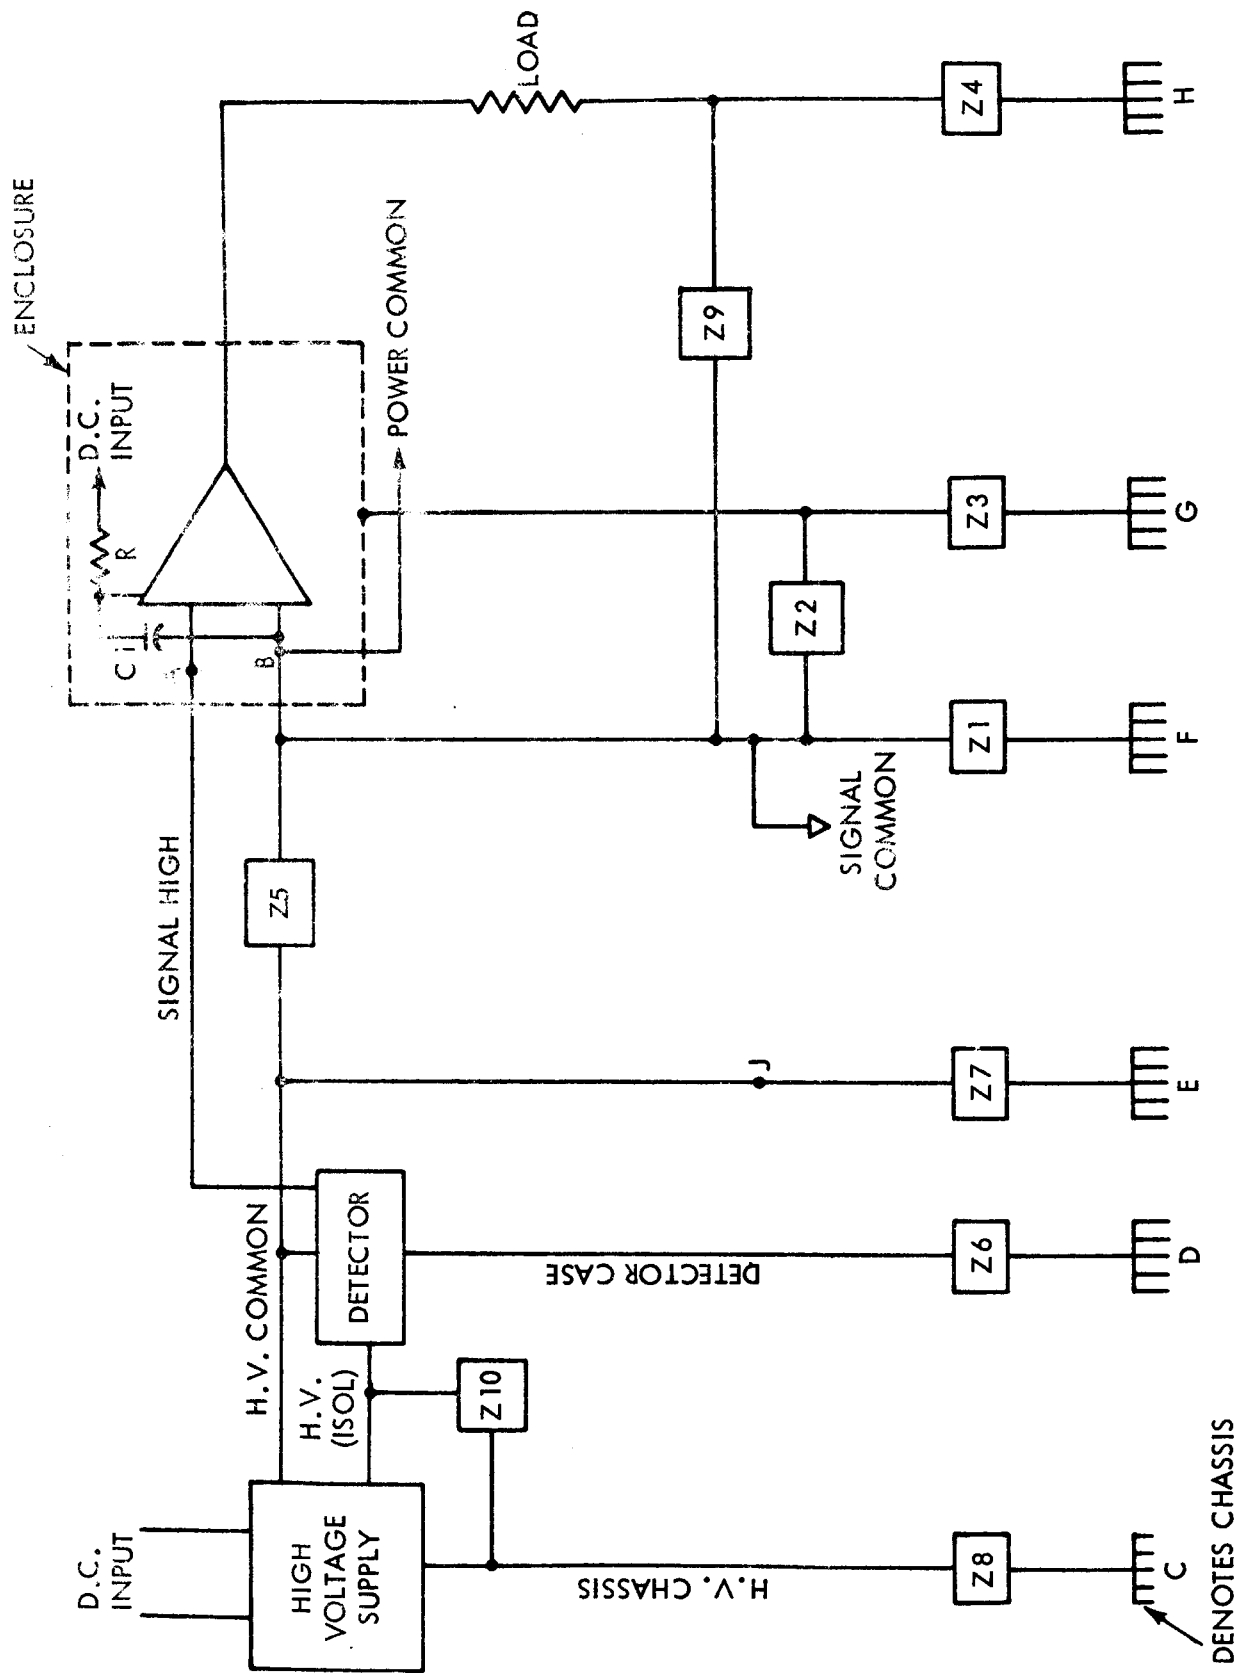 D.C.
INPUT
HIGH
VOLTAGE
SUPPLY
H.V. COMMON
H.V.
(ISOL)
DETECTOR
SIGNAL HIGH
Z5
ENCLOSURE
D.C.
INPUT
R
C
B
POWER COMMON
LOAD
Z10
Z9
Z2
J
SIGNAL
COMMON
H.V. CHASSIS
DETECTOR CASE
Z8
Z6
Z7
Z1
Z3
Z4
C
D
E
F
G
H
DENOTES CHASSIS